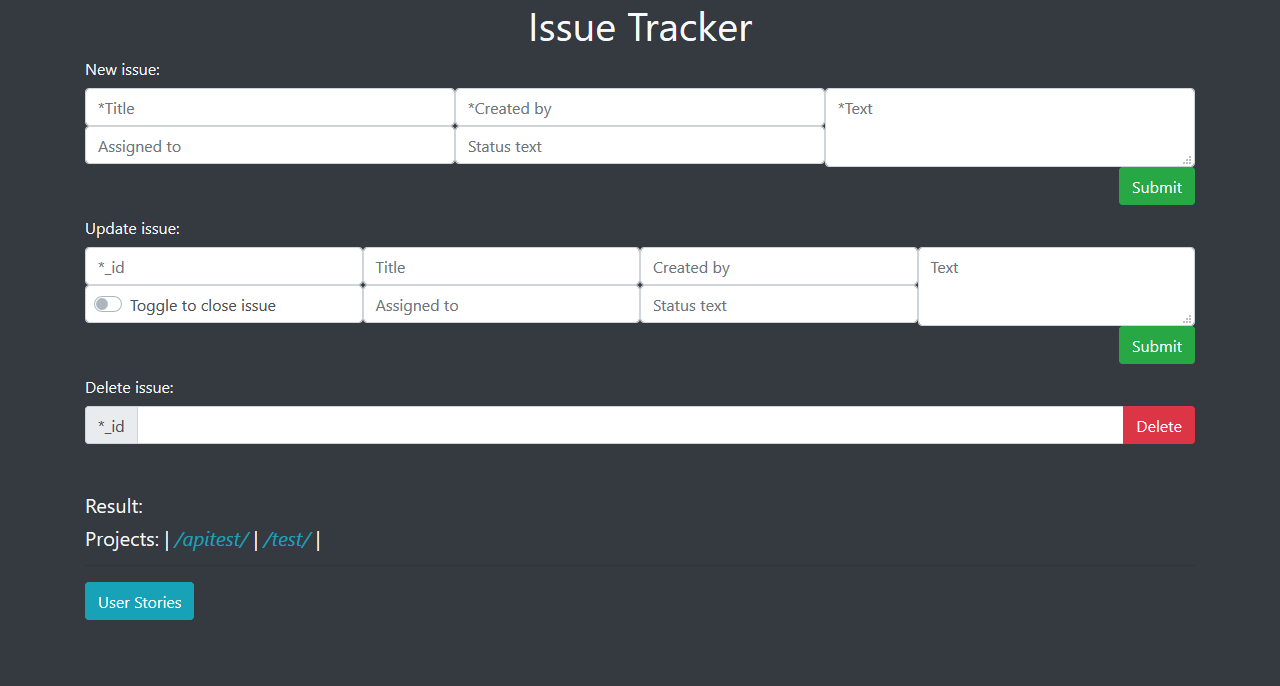 Issue Tracker
New issue:
*Title *Created by *Text
Assigned to Status text
Submit
Update issue:
*_id Title Created by Text
Toggle to close issue Assigned to Status text
Submit
Delete issue:
*_id Delete
Result:
Projects: | /apitest/ | /test/ |
User Stories